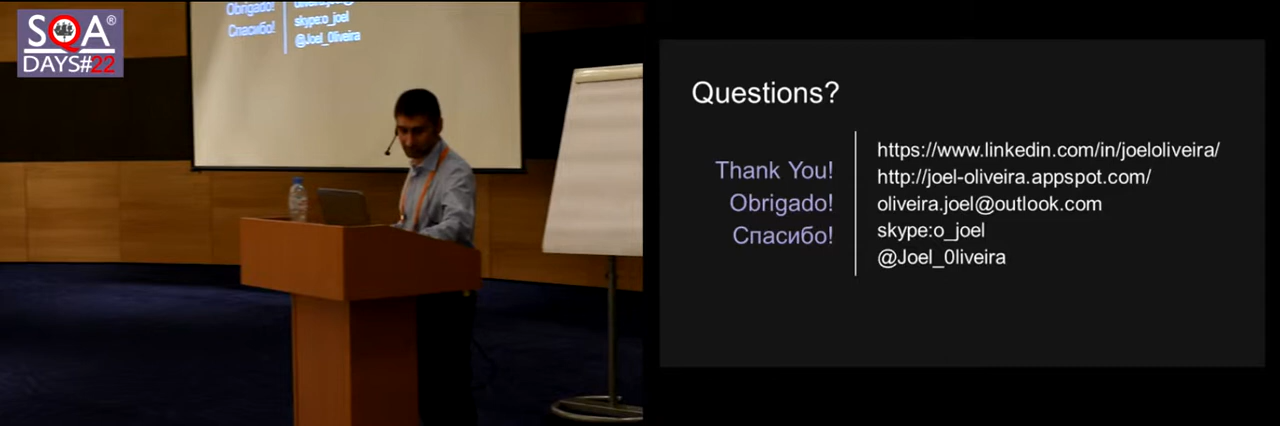 SQA®
DAYS#22
Obrigado!
Спасибо!
skype:o_joel
@Joel_0liveira
Questions?
Thank You!
Obrigado!
Спасибо!
https://www.linkedin.com/in/joeloliveira/
http://joel-oliveira.appspot.com/
oliveira.joel@outlook.com
skype:o_joel
@Joel_0liveira